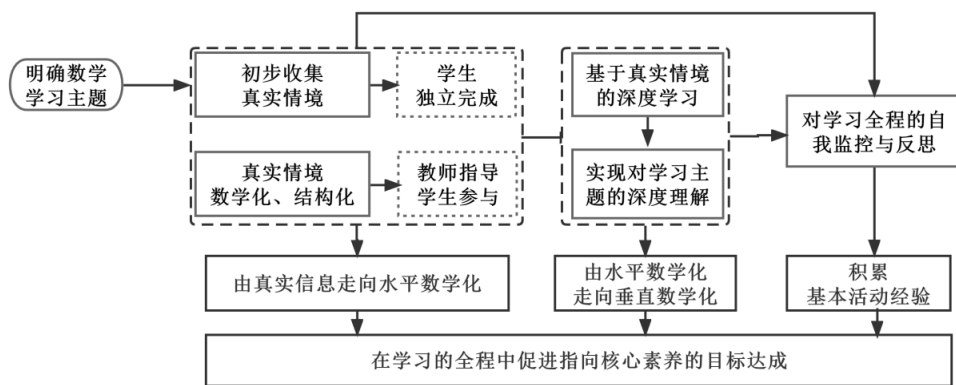 明确数学
学习主题
初步收集
真实情境
学生
独立完成
真实情境
数学化、结构化
教师指导
学生参与
基于真实情境
的深度学习
实现对学习主
题的深度理解
对学习全程的自
我监控与反思
由真实信息走向水平数学化
由水平数学化
走向垂直数学化
积累
基本活动经验
在学习的全程中促进指向核心素养的目标达成